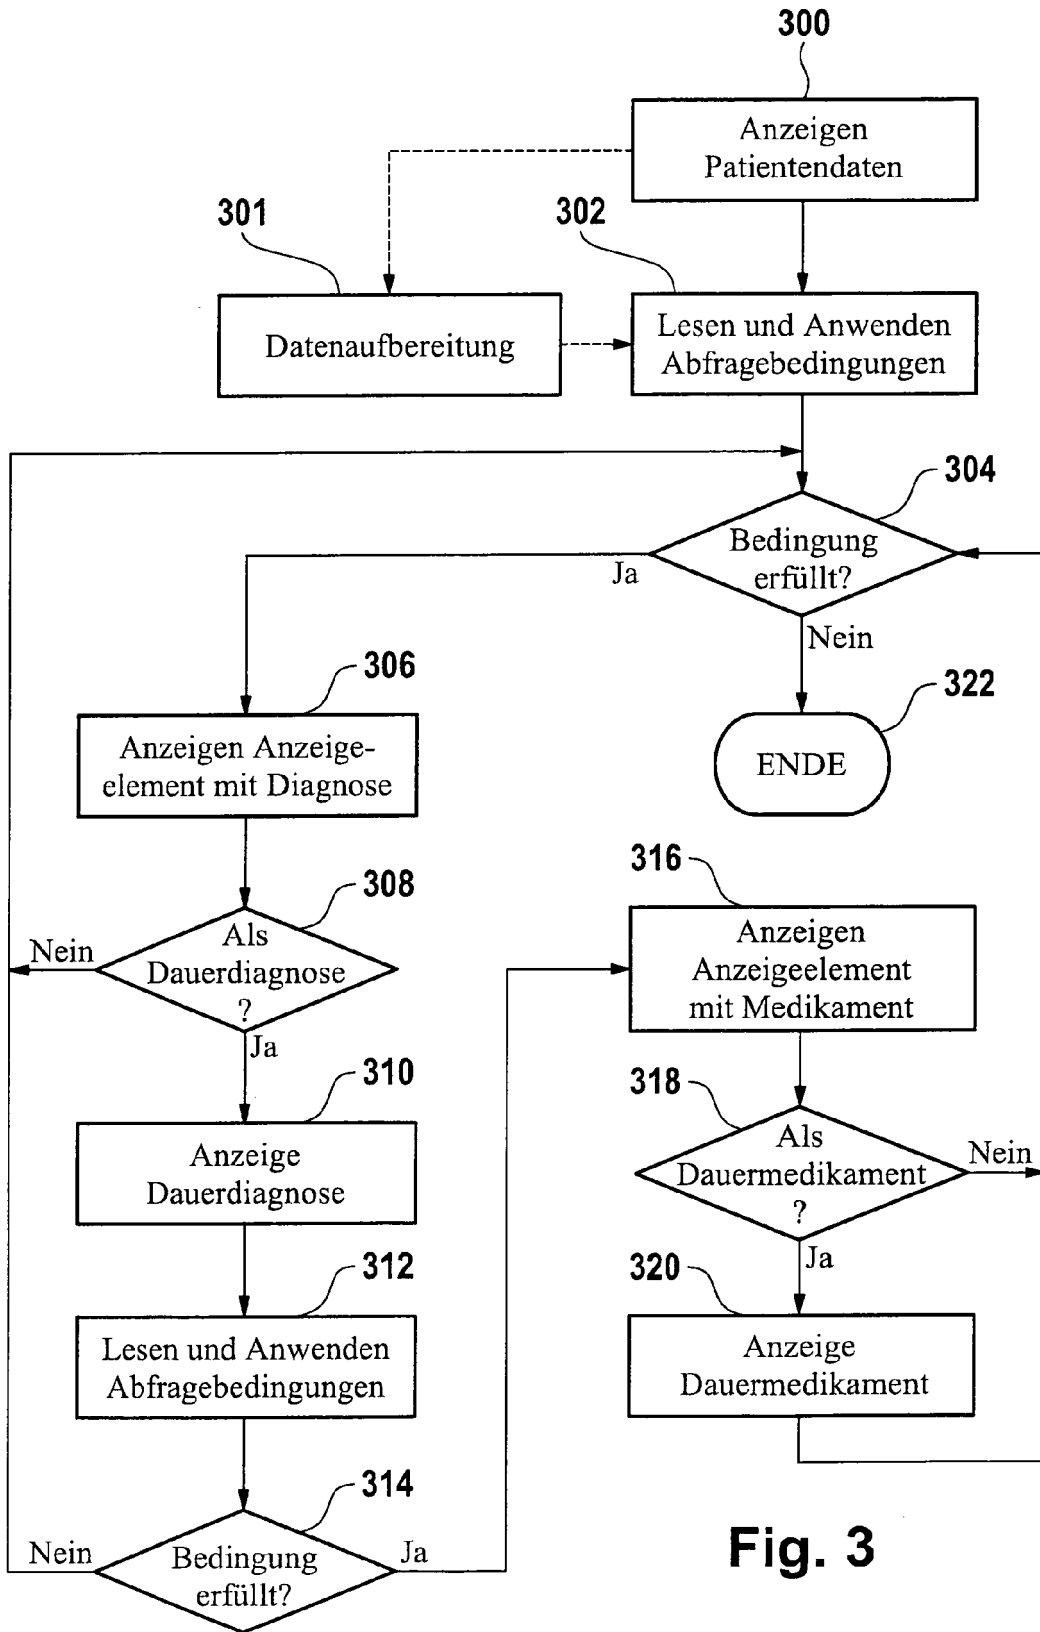 300
Anzeigen
Patientendaten
301
302
Datenaufbereitung
Lesen und Anwenden
Abfragebedingungen
304
Bedingung
erfüllt?
Ja
Nein
306
322
Anzeigen Anzeige-
element mit Diagnose
ENDE
308
Nein
Als
Dauerdiagnose
?
Ja
316
Anzeigen
Anzeigeelement
mit Medikament
310
Anzeige
Dauerdiagnose
318
Als
Dauermedikament
?
Nein
Ja
312
Lesen und Anwenden
Abfragebedingungen
320
Anzeige
Dauermedikament
314
Nein
Bedingung
erfüllt?
Ja
Fig. 3